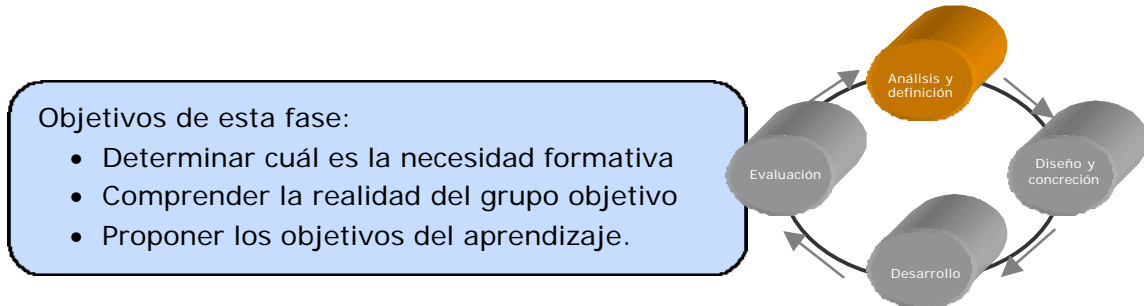 Objetivos de esta fase:
• Determinar cuál es la necesidad formativa
• Comprender la realidad del grupo objetivo
• Proponer los objetivos del aprendizaje.
Análisis y
definición
Diseño y
concreción
Desarrollo
Evaluación